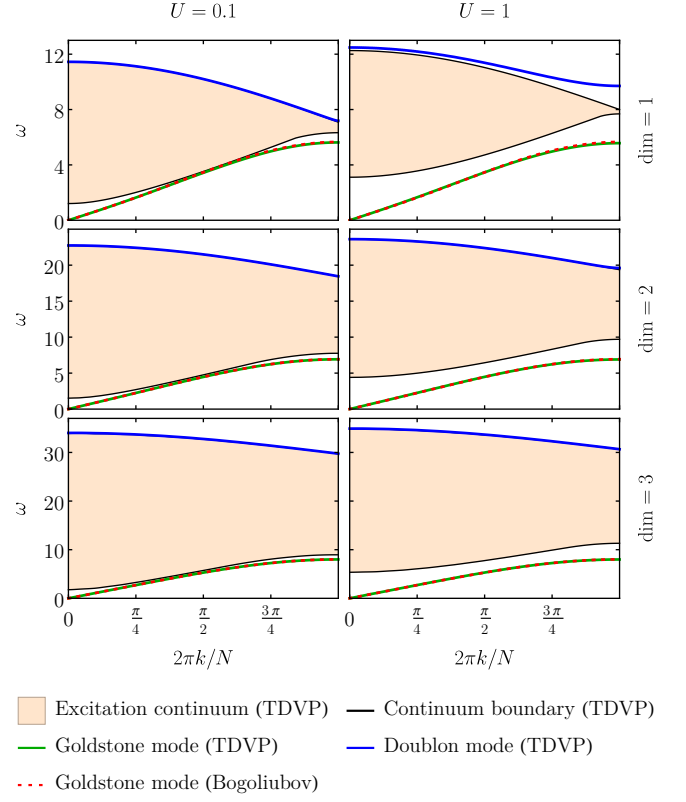 U = 0.1
U = 1
12
8
4
0
ω
dim = 1
20
15
10
5
0
ω
dim = 2
30
20
10
0
ω
dim = 3
0 π/4 π/2 3π/4
0 π/4 π/2 3π/4
2πk/N
2πk/N
Excitation continuum (TDVP)
Continuum boundary (TDVP)
Goldstone mode (TDVP)
Doublon mode (TDVP)
Goldstone mode (Bogoliubov)